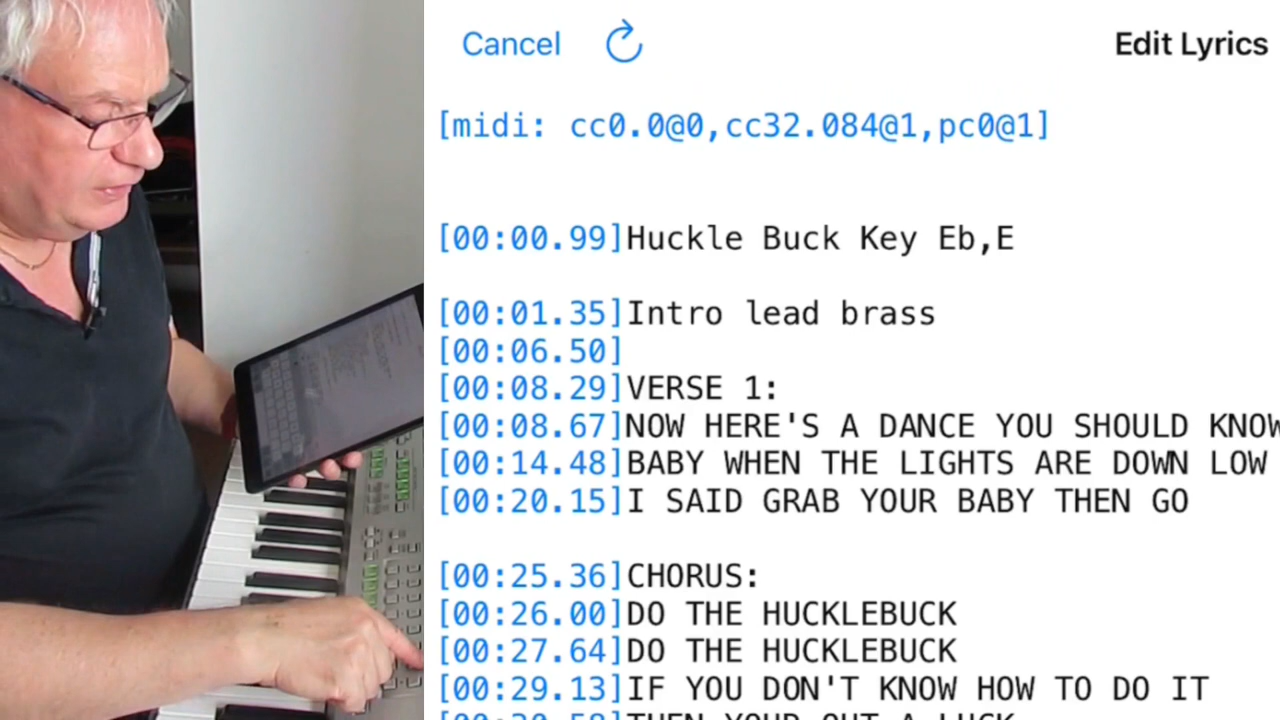 Cancel
Edit Lyrics
[midi: cc0.0@0,cc32.084@1,pc0@1]
[00:00.99]Huckle Buck Key Eb,E
[00:01.35]Intro lead brass
[00:06.50]
[00:08.29]VERSE 1:
[00:08.67]NOW HERE'S A DANCE YOU SHOULD KNOW
[00:14.48]BABY WHEN THE LIGHTS ARE DOWN LOW
[00:20.15]I SAID GRAB YOUR BABY THEN GO
[00:25.36]CHORUS:
[00:26.00]DO THE HUCKLEBUCK
[00:27.64]DO THE HUCKLEBUCK
[00:29.13]IF YOU DON'T KNOW HOW TO DO IT
THEN YOUR OUT A LUCK